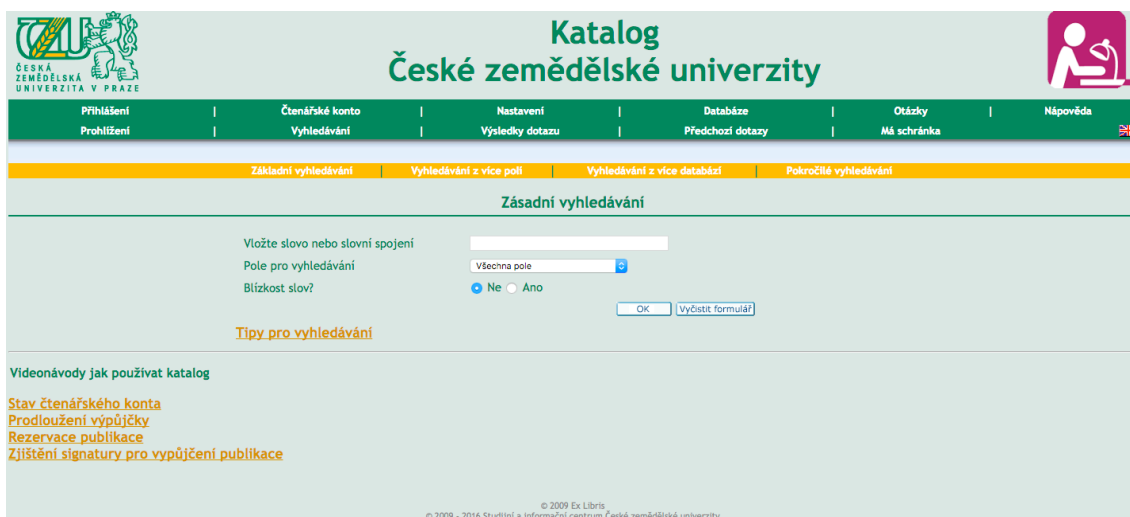 ČESKÁ
ZEMĚDĚLSKÁ
UNIVERZITA V PRAZE
Katalog
České zemědělské univerzity
Přihlášení | Čtenářské konto | Nastavení | Databáze | Otázky | Nápověda
Prohlížení | Vyhledávání | Výsledky dotazu | Předchozí dotazy | Má schránka
Základní vyhledávání | Vyhledávání z více polí | Vyhledávání z více databází | Pokročilé vyhledávání
Zásadní vyhledávání
Vložte slovo nebo slovní spojení
Pole pro vyhledávání Všechna pole
Blízkost slov? Ne Ano
OK Vyčistit formulář
Tipy pro vyhledávání
Videonávody jak používat katalog
Stav čtenářského konta
Prodloužení výpůjčky
Rezervace publikace
Zjištění signatury pro vypůjčení publikace
© 2009 Ex Libris
© 2009 - 2016 Studijní a informační centrum České zemědělské univerzity